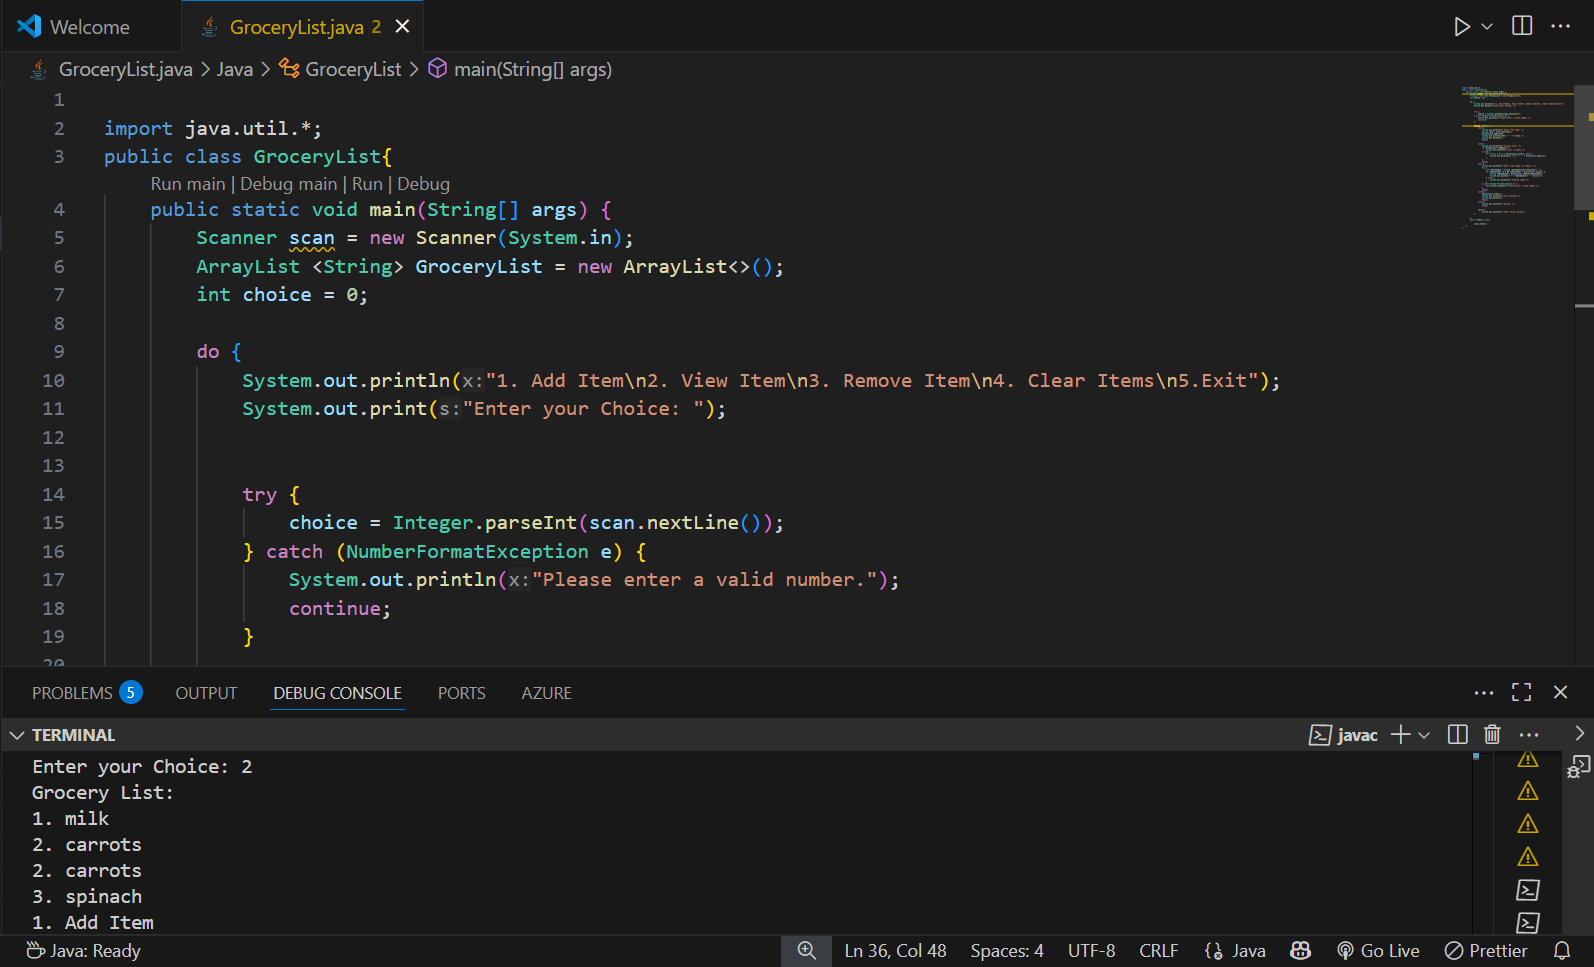 Welcome
GroceryList.java 2
GroceryList.java > Java > GroceryList > main(String[] args)
1
2 import java.util.*;
3 public class GroceryList{
Run main | Debug main | Run | Debug
4 public static void main(String[] args) {
5 Scanner scan = new Scanner(System.in);
6 ArrayList <String> GroceryList = new ArrayList<>();
7 int choice = 0;
8
9 do {
10 System.out.println(x:"1. Add Item\n2. View Item\n3. Remove Item\n4. Clear Items\n5.Exit");
11 System.out.print(s:"Enter your Choice: ");
12
13
14 try {
15 choice = Integer.parseInt(scan.nextLine());
16 } catch (NumberFormatException e) {
17 System.out.println(x:"Please enter a valid number.");
18 continue;
19 }
20
PROBLEMS 5 OUTPUT DEBUG CONSOLE PORTS AZURE
TERMINAL
javac
Enter your Choice: 2
Grocery List:
1. milk
2. carrots
2. carrots
3. spinach
1. Add Item
Java: Ready
Ln 36, Col 48 Spaces: 4 UTF-8 CRLF {} Java Go Live Prettier